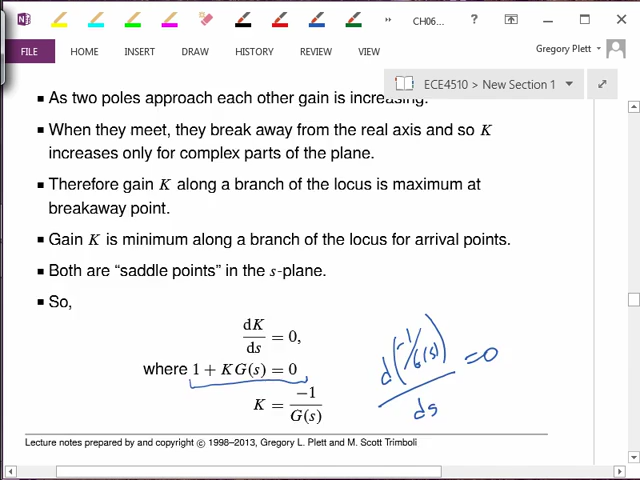 CH06...
?
Gregory Plett
FILE HOME INSERT DRAW HISTORY REVIEW VIEW
ECE4510 > New Section 1
As two poles approach each other gain is increasing.
When they meet, they break away from the real axis and so K
increases only for complex parts of the plane.
Therefore gain K along a branch of the locus is maximum at
breakaway point.
Gain K is minimum along a branch of the locus for arrival points.
Both are “saddle points” in the s-plane.
So,
dK/ds = 0,
where 1 + KG(s) = 0
K = −1/G(s)
d(-1/G(s))/ds = 0
Lecture notes prepared by and copyright © 1998–2013, Gregory L. Plett and M. Scott Trimboli